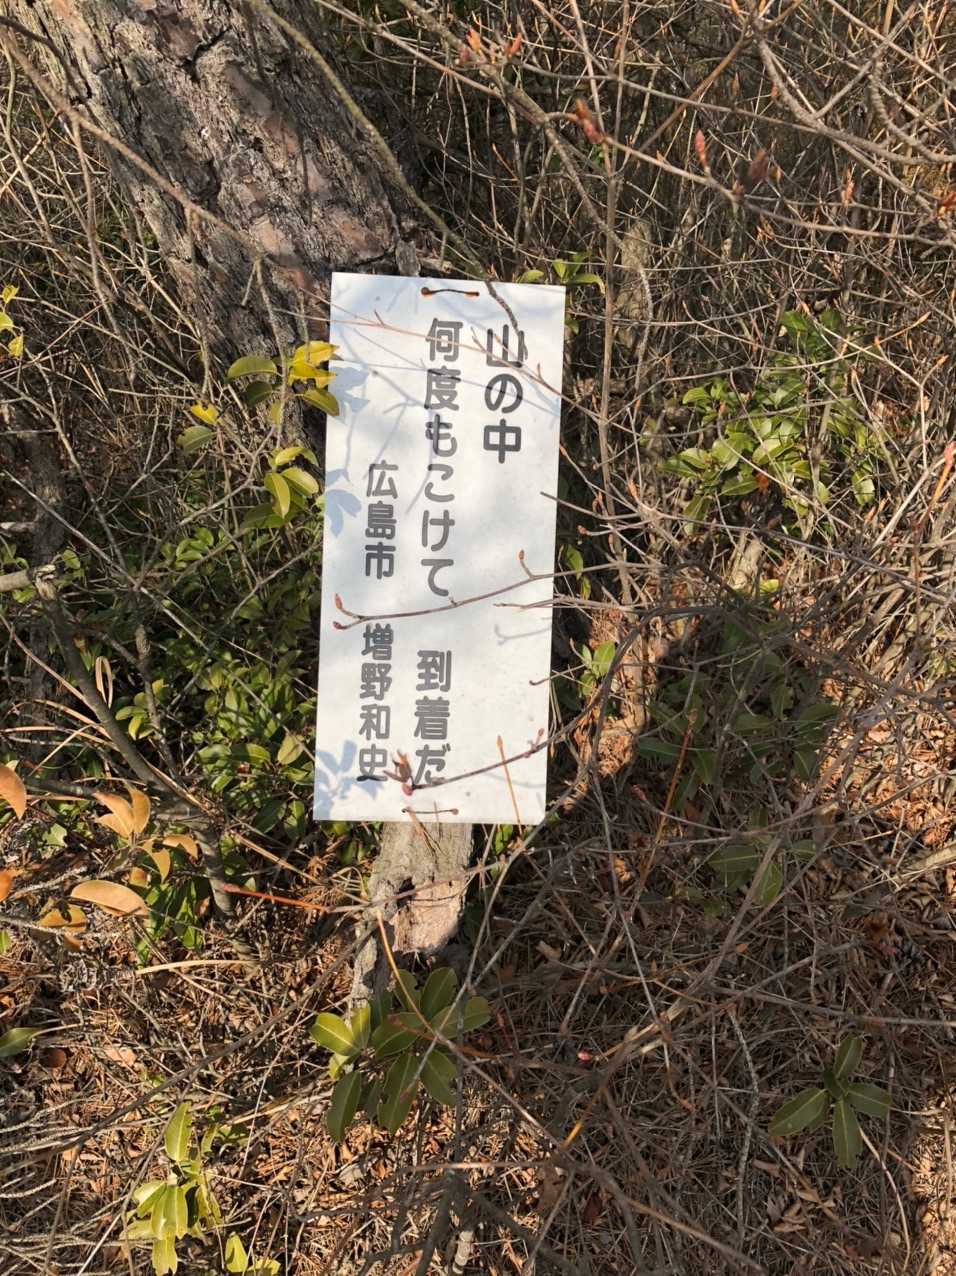 山の中
何度もこけて 到着だ
広島市 増野和史